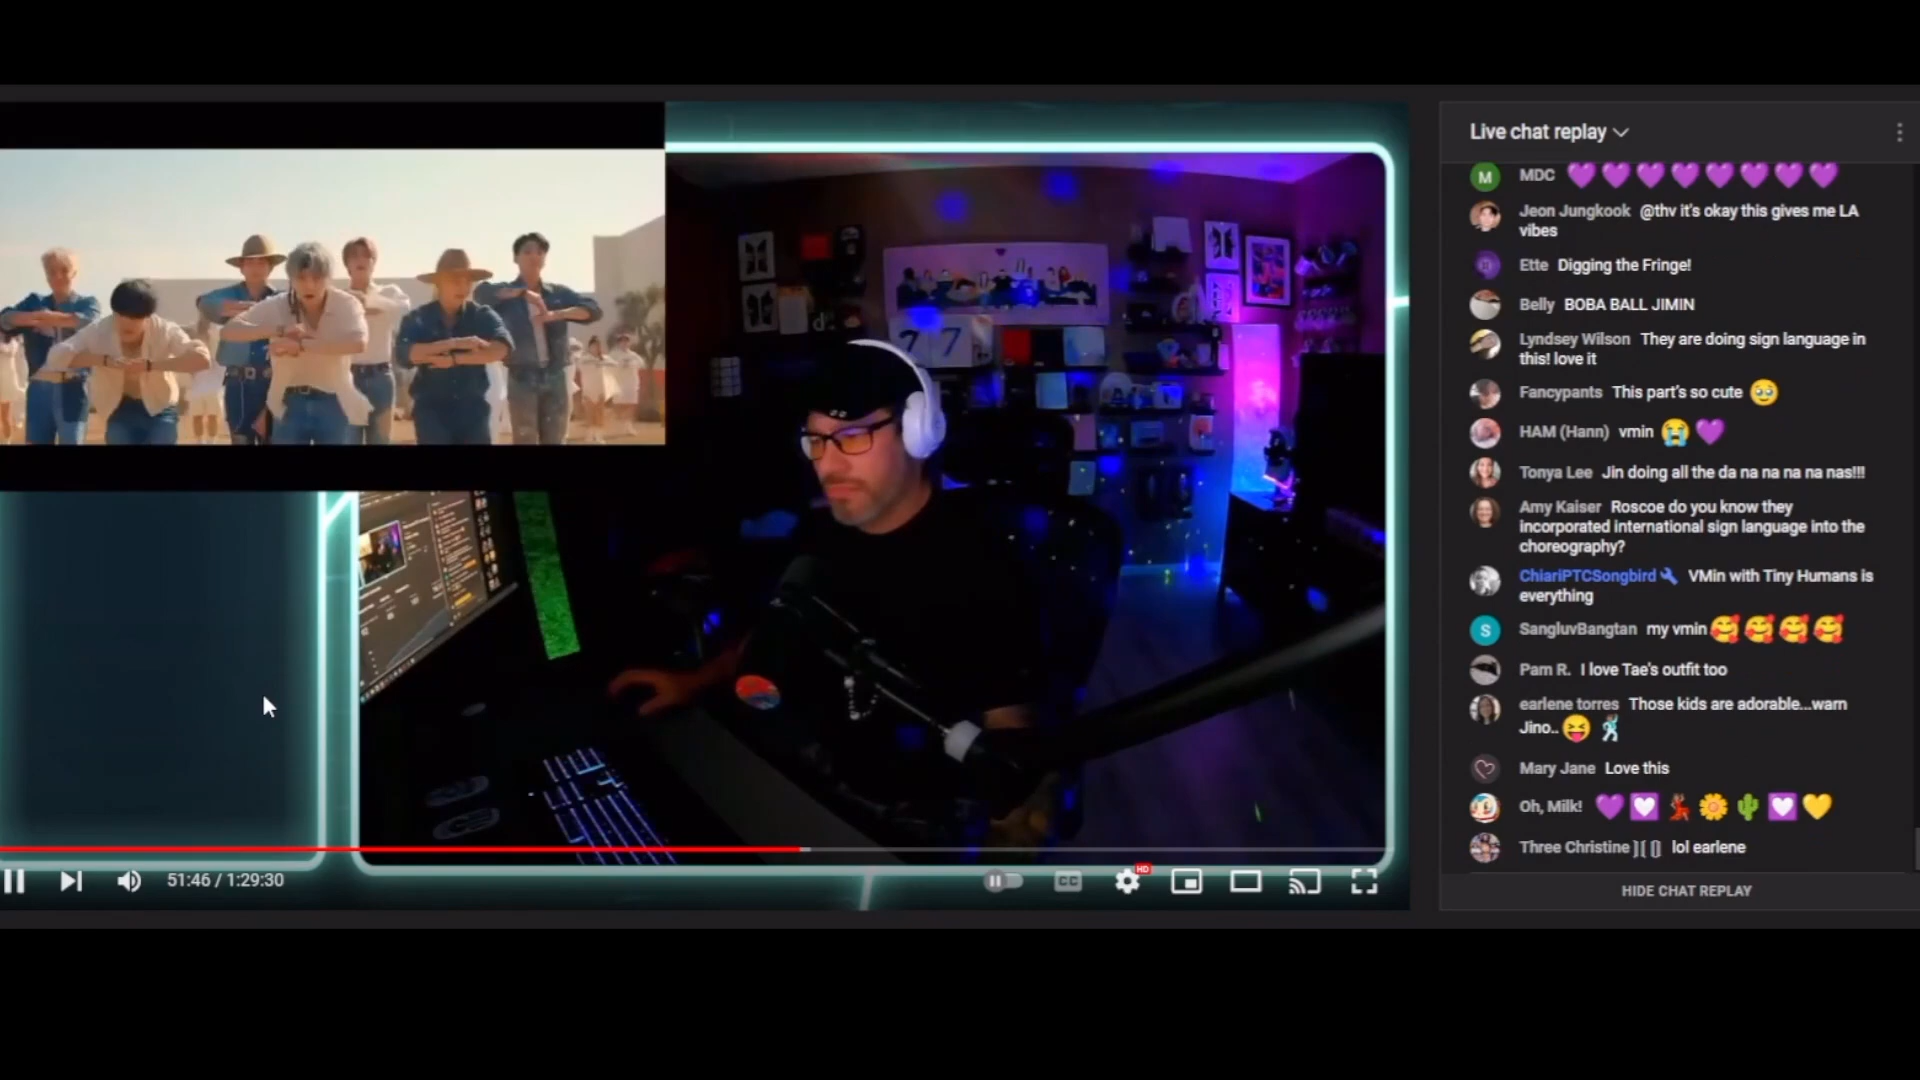 77
51:46 / 1:29:30
CC
HD
Live chat replay
MDC 💜💜💜💜💜💜💜💜
Jeon Jungkook @thv it's okay this gives me LA
vibes
Ette Digging the Fringe!
Belly BOBA BALL JIMIN
Lyndsey Wilson They are doing sign language in
this! love it
Fancypants This part's so cute 🥹
HAM (Hann) vmin 😭💜
Tonya Lee Jin doing all the da na na na na nas!!!
Amy Kaiser Roscoe do you know they
incorporated international sign language into the
choreography?
ChiariPTCSongbird VMin with Tiny Humans is
everything
SangluvBangtan my vmin🥰🥰🥰🥰
Pam R. I love Tae's outfit too
earlene torres Those kids are adorable...warn
Jino..😝🕺
Mary Jane Love this
Oh, Milk! 💜💟💃🌼🌵💟💛
Three Christine ][ [] lol earlene
HIDE CHAT REPLAY
M
S